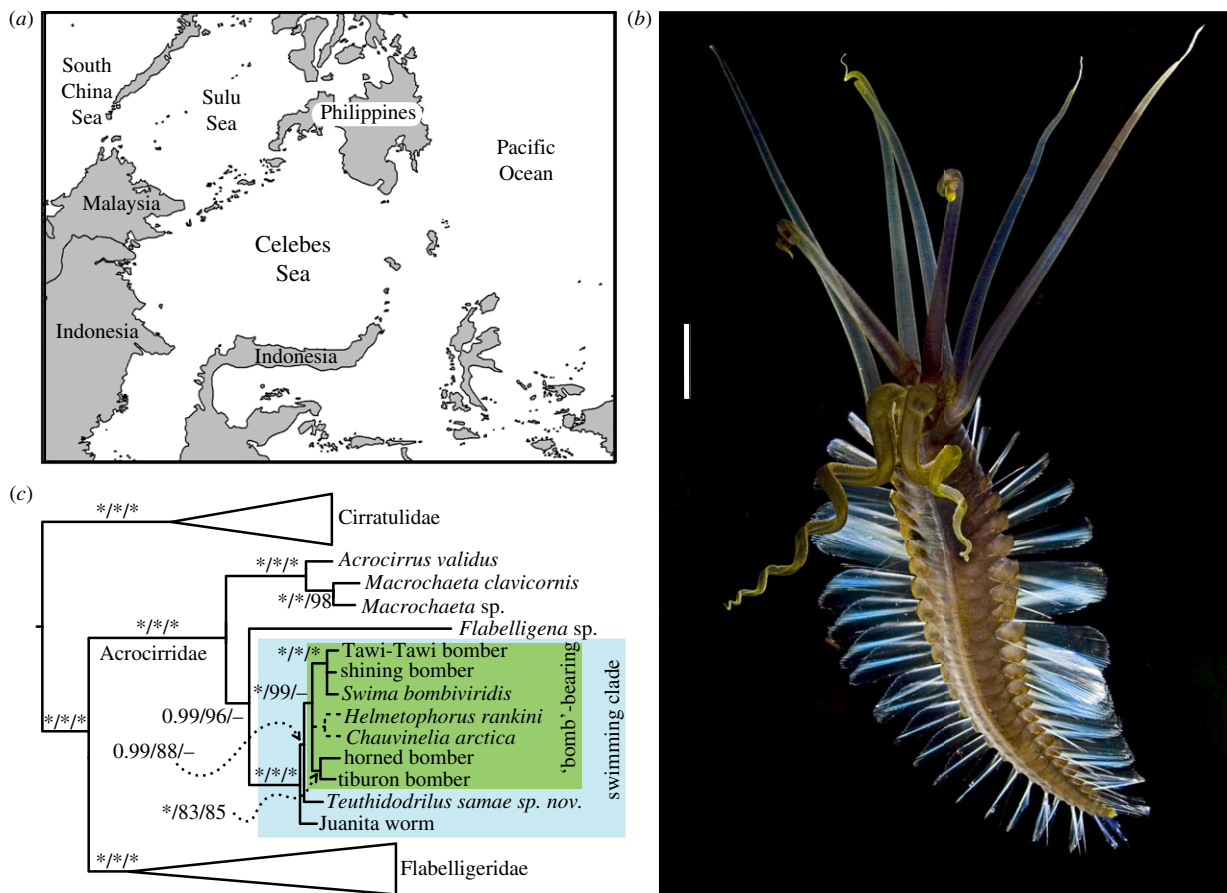 (a)
South
China
Sea
Sulu
Sea
Philippines
Pacific
Ocean
Malaysia
Celebes
Sea
Indonesia
Indonesia
(b)
(c)
*/*/*
Cirratulidae
*/*/*
Acrocirrus validus
Macrochaeta clavicornis
*/*/98
Macrochaeta sp.
*/*/*
Acrocirridae
Flabelligena sp.
*/*/*
Tawi-Tawi bomber
shining bomber
*/99/–
Swima bombiviridis
0.99/96/–
Helmetophorus rankini
*/*/*
0.99/88/–
Chauvinelia arctica
horned bomber
*/*/*
tiburon bomber
*/83/85
Teuthidodrilus samae sp. nov.
Juanita worm
'bomb'-bearing
swimming clade
*/*/*
Flabelligeridae